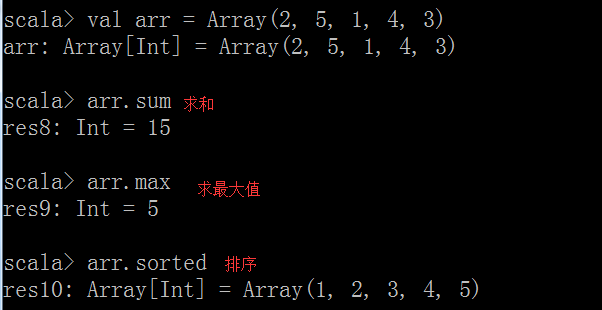 scala> val arr = Array(2, 5, 1, 4, 3)
arr: Array[Int] = Array(2, 5, 1, 4, 3)
scala> arr.sum 求和
res8: Int = 15
scala> arr.max 求最大值
res9: Int = 5
scala> arr.sorted 排序
res10: Array[Int] = Array(1, 2, 3, 4, 5)